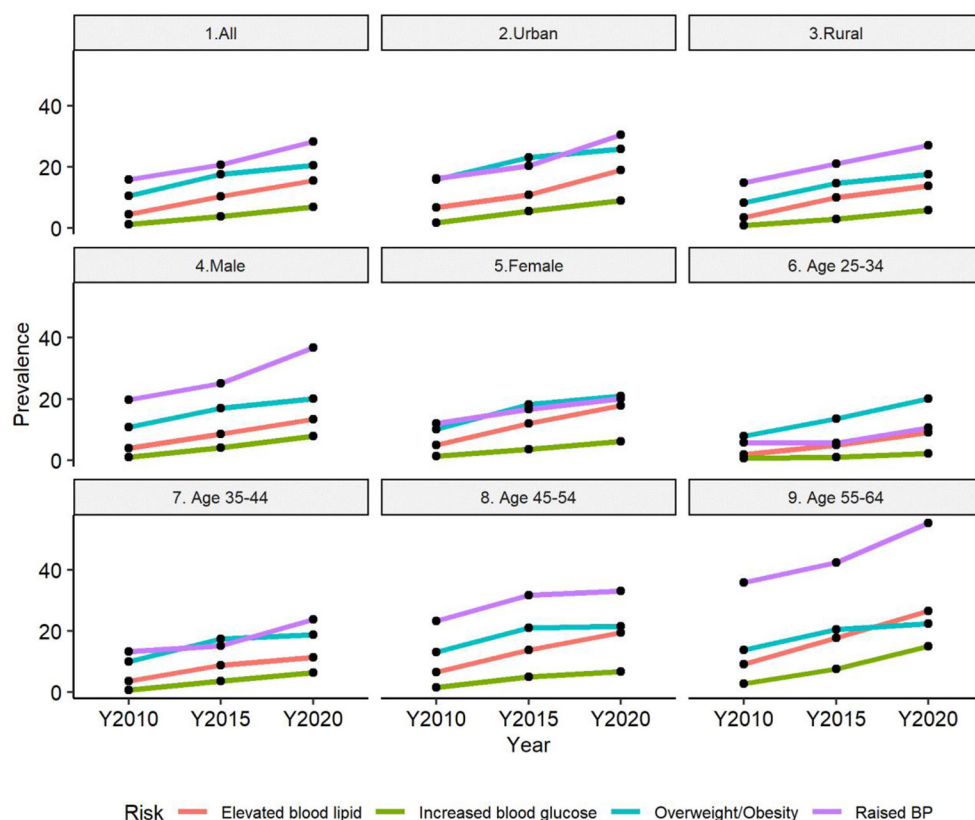 1.All 2.Urban 3.Rural
40
20
0
4.Male 5.Female 6. Age 25-34
40
20
0
Prevalence
7. Age 35-44 8. Age 45-54 9. Age 55-64
40
20
0
Y2010 Y2015 Y2020 Y2010 Y2015 Y2020 Y2010 Y2015 Y2020
Year
Risk Elevated blood lipid Increased blood glucose Overweight/Obesity Raised BP